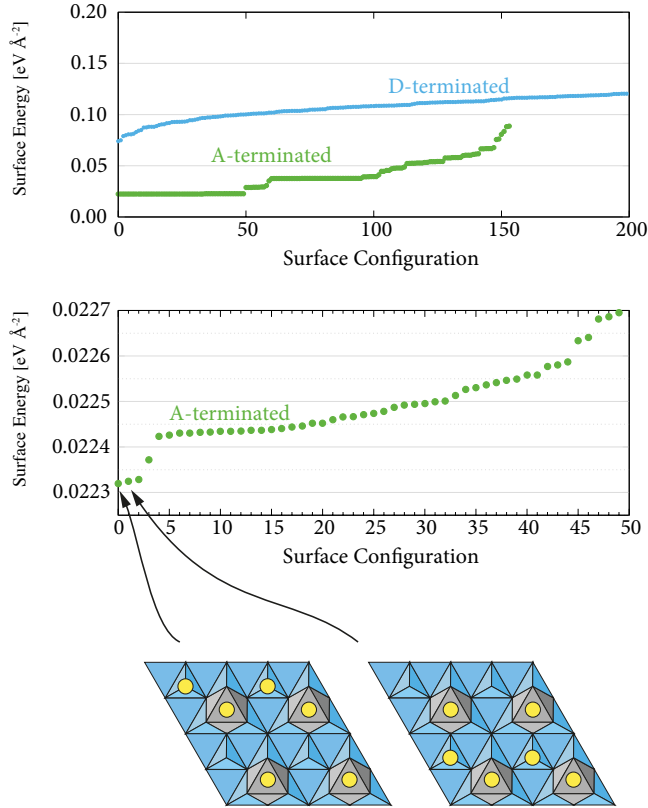 0.20
0.15
0.10
0.05
0.00
Surface Energy [eV Å-2]
D-terminated
A-terminated
0 50 100 150 200
Surface Configuration
0.0227
0.0226
0.0225
0.0224
0.0223
Surface Energy [eV Å-2]
A-terminated
0 5 10 15 20 25 30 35 40 45 50
Surface Configuration